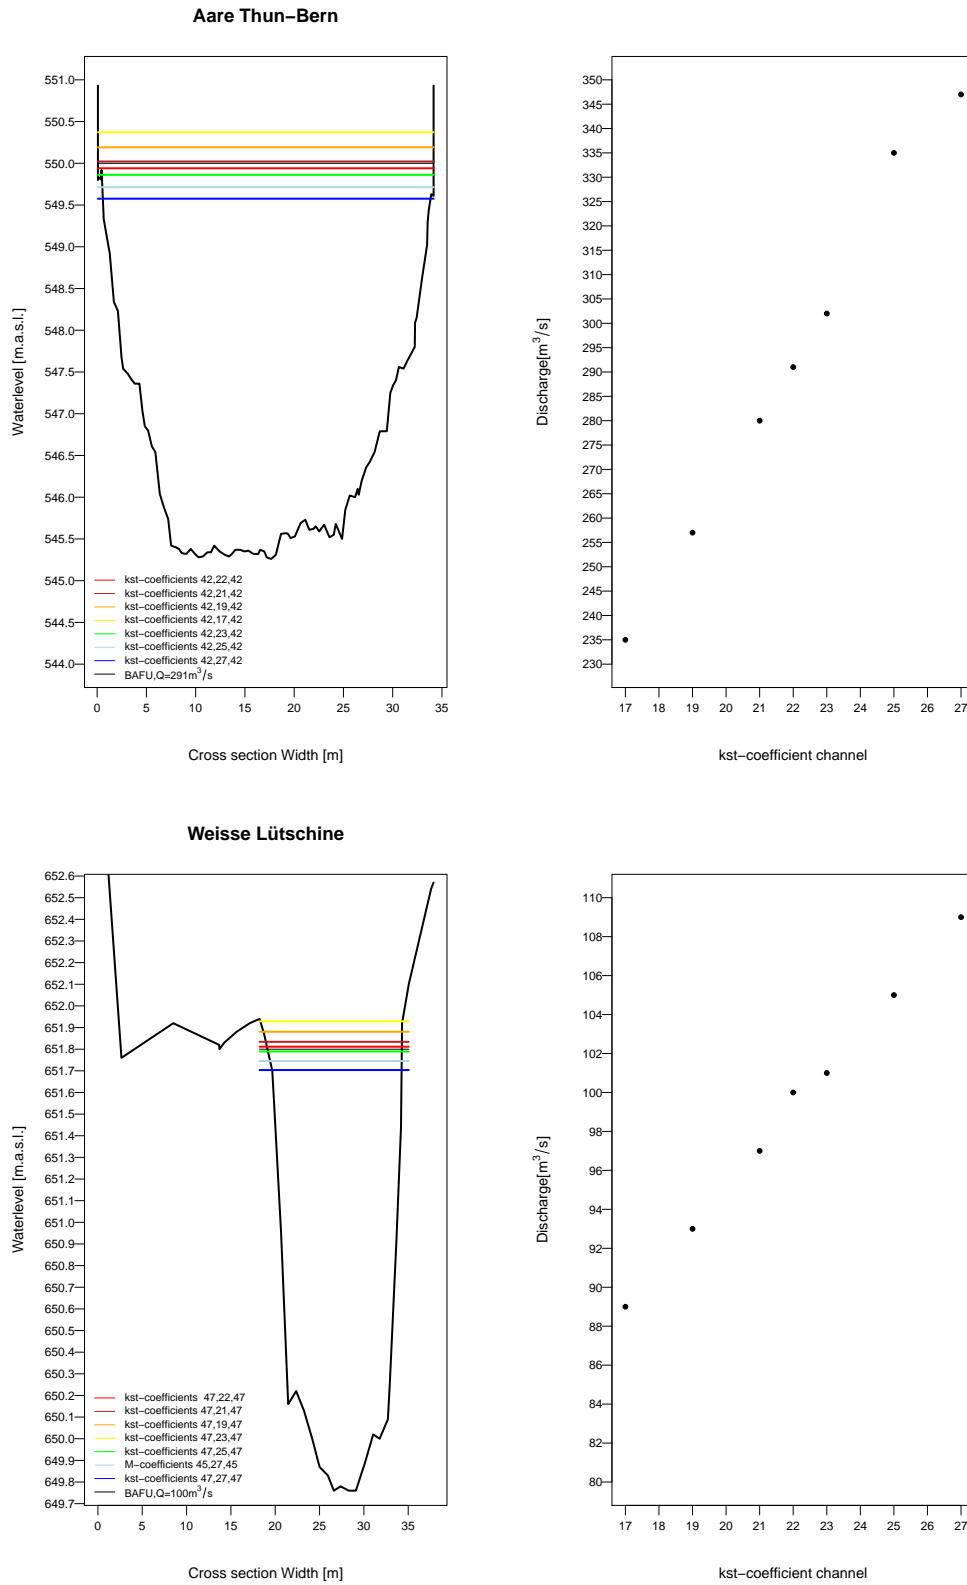 Aare Thun−Bern
Waterlevel [m.a.s.l.]
551.0
550.5
550.0
549.5
549.0
548.5
548.0
547.5
547.0
546.5
546.0
545.5
545.0
544.5
544.0
kst−coefficients 42,22,42
kst−coefficients 42,21,42
kst−coefficients 42,19,42
kst−coefficients 42,17,42
kst−coefficients 42,23,42
kst−coefficients 42,25,42
kst−coefficients 42,27,42
BAFU,Q=291m³/s
0 5 10 15 20 25 30 35
Cross section Width [m]
Discharge[m³/s]
350
345
340
335
330
325
320
315
310
305
300
295
290
285
280
275
270
265
260
255
250
245
240
235
230
17 18 19 20 21 22 23 24 25 26 27
kst−coefficient channel
Weisse Lütschine
Waterlevel [m.a.s.l.]
652.6
652.5
652.4
652.3
652.2
652.1
652.0
651.9
651.8
651.7
651.6
651.5
651.4
651.3
651.2
651.1
651.0
650.9
650.8
650.7
650.6
650.5
650.4
650.3
650.2
650.1
650.0
649.9
649.8
649.7
kst−coefficients 47,22,47
kst−coefficients 47,21,47
kst−coefficients 47,19,47
kst−coefficients 47,23,47
kst−coefficients 47,25,47
M−coefficients 45,27,45
kst−coefficients 47,27,47
BAFU,Q=100m³/s
0 5 10 15 20 25 30 35
Cross section Width [m]
Discharge[m³/s]
110
108
106
104
102
100
98
96
94
92
90
88
86
84
82
80
17 18 19 20 21 22 23 24 25 26 27
kst−coefficient channel